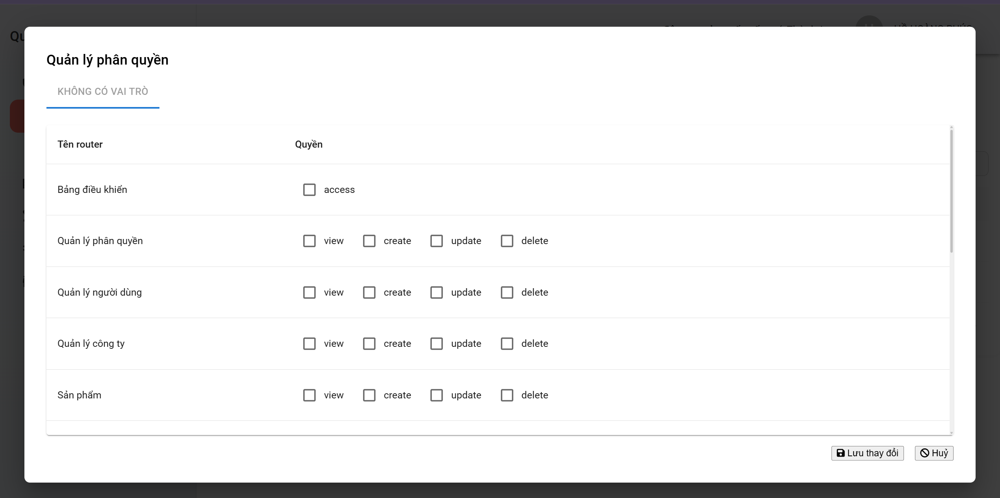 Qu
Quản lý phân quyền
KHÔNG CÓ VAI TRÒ
Tên router Quyền
Bảng điều khiển access
Quản lý phân quyền view create update delete
Quản lý người dùng view create update delete
Quản lý công ty view create update delete
Sản phẩm view create update delete
Lưu thay đổi Huỷ